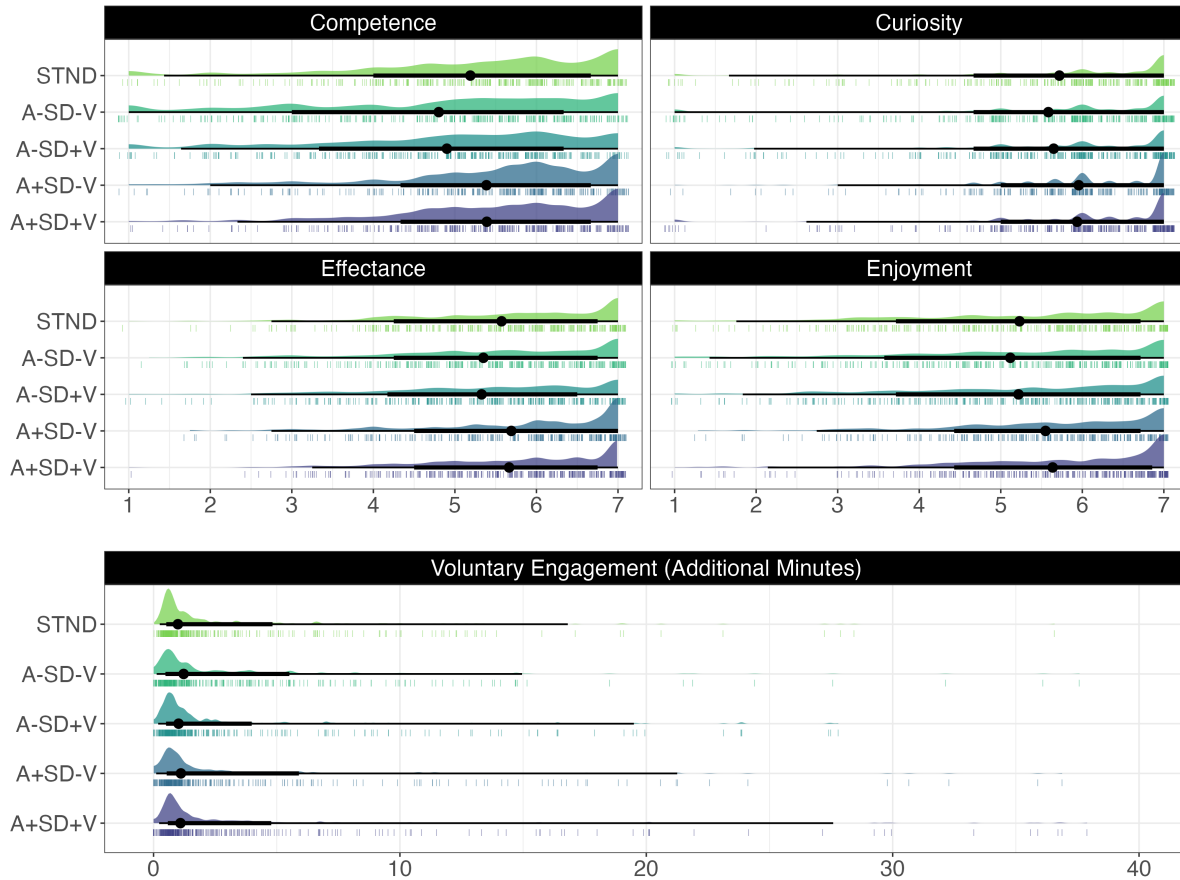 Competence
Curiosity
STND
A-SD-V
A-SD+V
A+SD-V
A+SD+V
Effectance
Enjoyment
STND
A-SD-V
A-SD+V
A+SD-V
A+SD+V
1 2 3 4 5 6 7
1 2 3 4 5 6 7
Voluntary Engagement (Additional Minutes)
STND
A-SD-V
A-SD+V
A+SD-V
A+SD+V
0 10 20 30 40